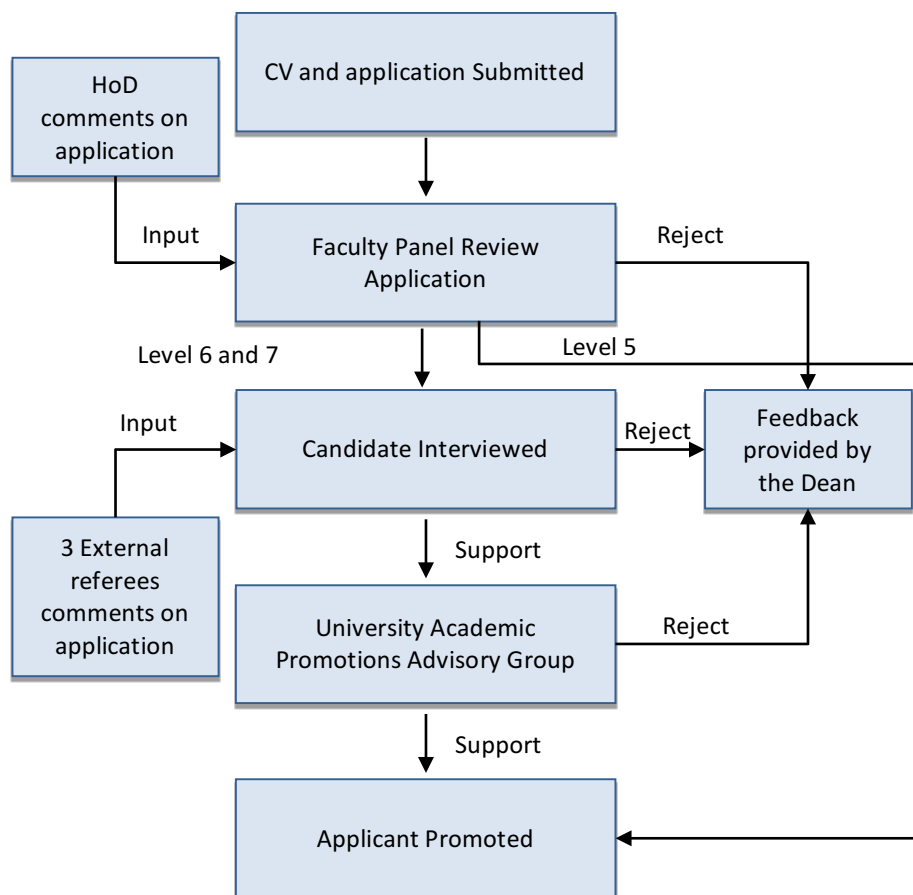 CV and application Submitted
HoD
comments on
application
Input
Faculty Panel Review
Application
Reject
Level 6 and 7
Level 5
Input
Candidate Interviewed
Reject
Feedback
provided by
the Dean
3 External
referees
comments on
application
Support
University Academic
Promotions Advisory Group
Reject
Support
Applicant Promoted